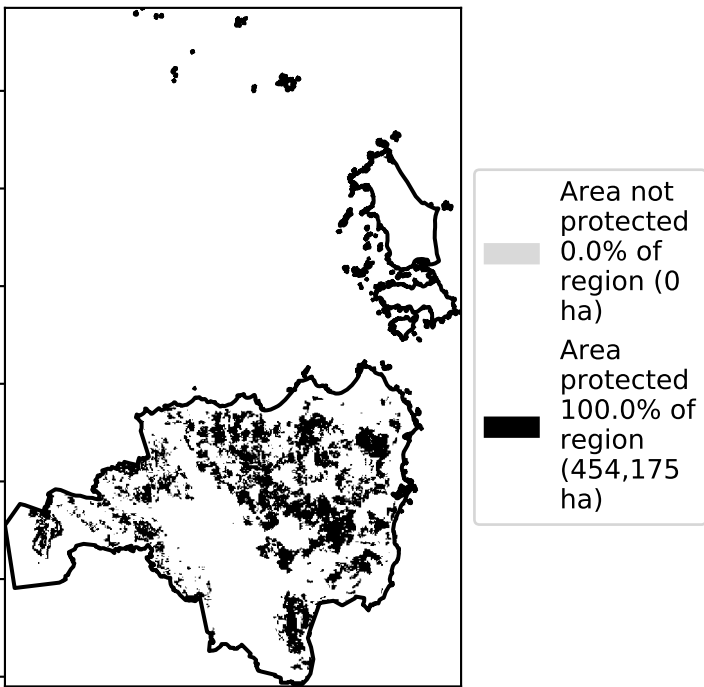 Area not
protected
0.0% of
region (0
ha)
Area
protected
100.0% of
region
(454,175
ha)